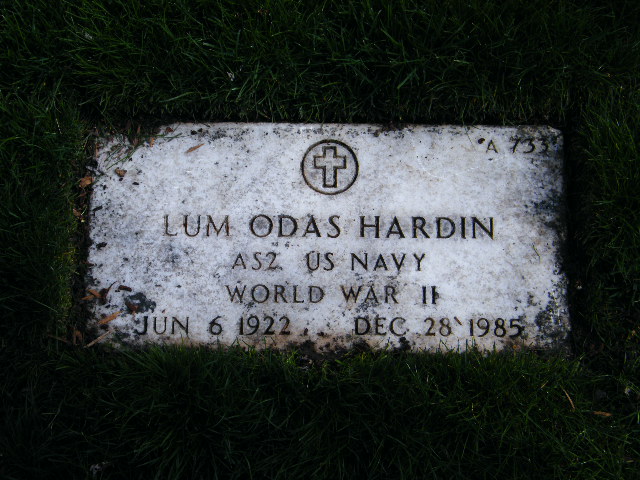 A 733
LUM ODAS HARDIN
AS2 US NAVY
WORLD WAR II
JUN 6 1922 DEC 28 1985